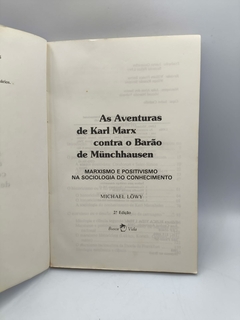 As Aventuras
de Karl Marx
contra o Barão
de Münchhausen
MARXISMO E POSITIVISMO
NA SOCIOLOGIA DO CONHECIMENTO
MICHAEL LÖWY
2ª Edição